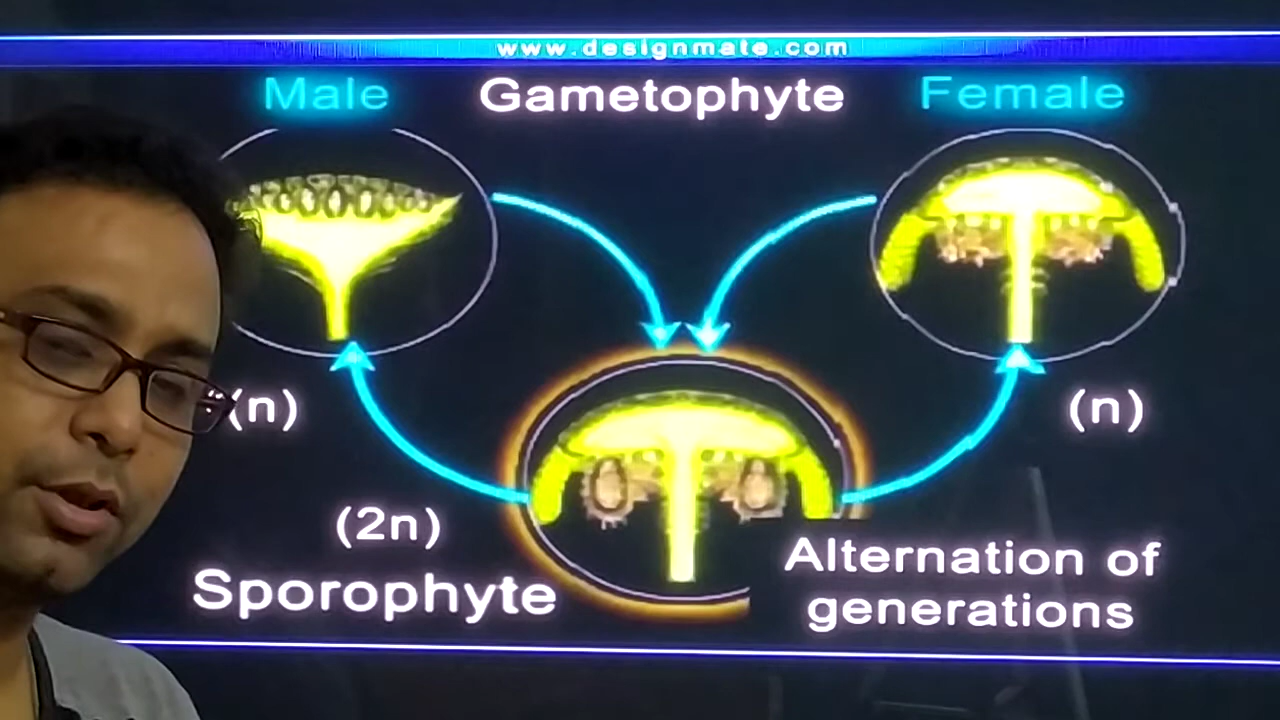 www.designmate.com
Male Gametophyte Female
(n) (n)
(2n)
Sporophyte
Alternation of
generations